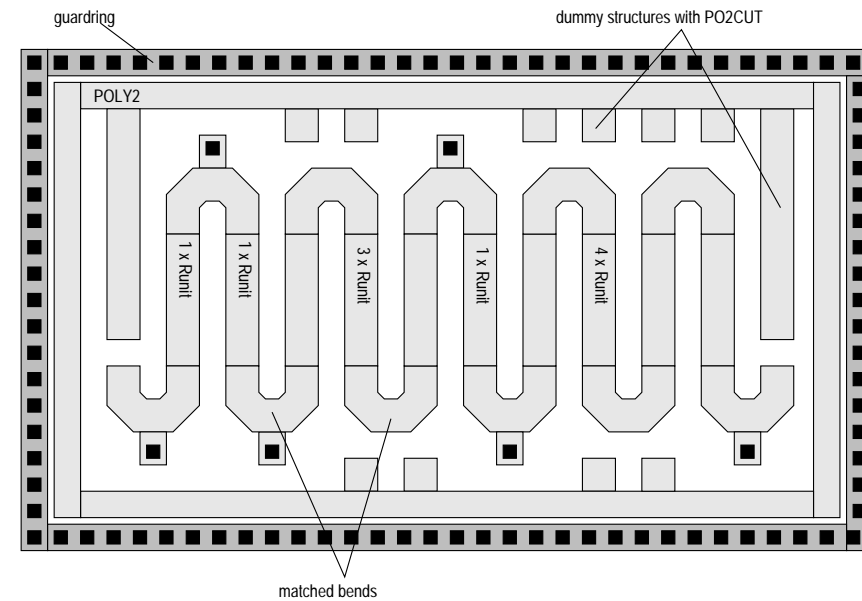 guardring
dummy structures with PO2CUT
POLY2
1 x Runit
1 x Runit
3 x Runit
1 x Runit
4 x Runit
matched bends